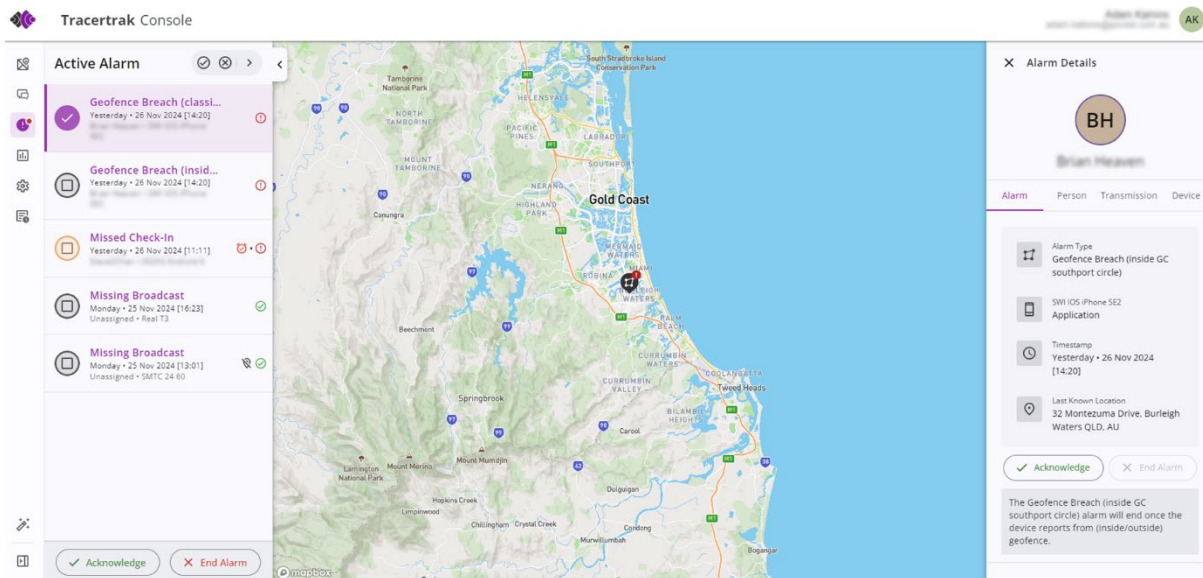 Tracertrak Console
AK
Active Alarm
Geofence Breach (classi...
Yesterday • 26 Nov 2024 [14:20]
Geofence Breach (insid...
Yesterday • 26 Nov 2024 [14:20]
Missed Check-In
Yesterday • 26 Nov 2024 [11:11]
Missing Broadcast
Monday • 25 Nov 2024 [16:23]
Unassigned • Real T3
Missing Broadcast
Monday • 25 Nov 2024 [13:01]
Unassigned • SMTC 24 60
Acknowledge
End Alarm
South Stradbroke Island
Conservation Park
Tamborine
National Park
HELENSVALE
NORTH
TAMBORINE
PACIFIC
PINES
LABRADOR
MOUNT
TAMBORINE
SOUTHPORT
NERANG
Gold Coast
HIGHLAND
PARK
Canungra
MERMAID
WATERS
MIAMI
ROBINA
WATERS
PALM
BEACH
Beechmont
CURRUMBIN
WATERS
COOLANGATTA
CURRUMBIN
VALLEY
Tweed Heads
Springbrook
BILAMBIL
HEIGHTS
Carool
Lamington
National Park
Mount Merino
Mount Mumdjin
Dulguigan
Hopkins Creek
Limpinwood
Chillingham
Crystal Creek
Condong
Murwillumbah
Bogangar
mapbox
Alarm Details
BH
Brian Heaven
Alarm
Person
Transmission
Device
Alarm Type
Geofence Breach (inside GC
southport circle)
SWI IOS iPhone SE2
Application
Timestamp
Yesterday • 26 Nov 2024
[14:20]
Last Known Location
32 Montezuma Drive, Burleigh
Waters QLD, AU
Acknowledge
End Alarm
The Geofence Breach (inside GC
southport circle) alarm will end once the
device reports from (inside/outside)
geofence.